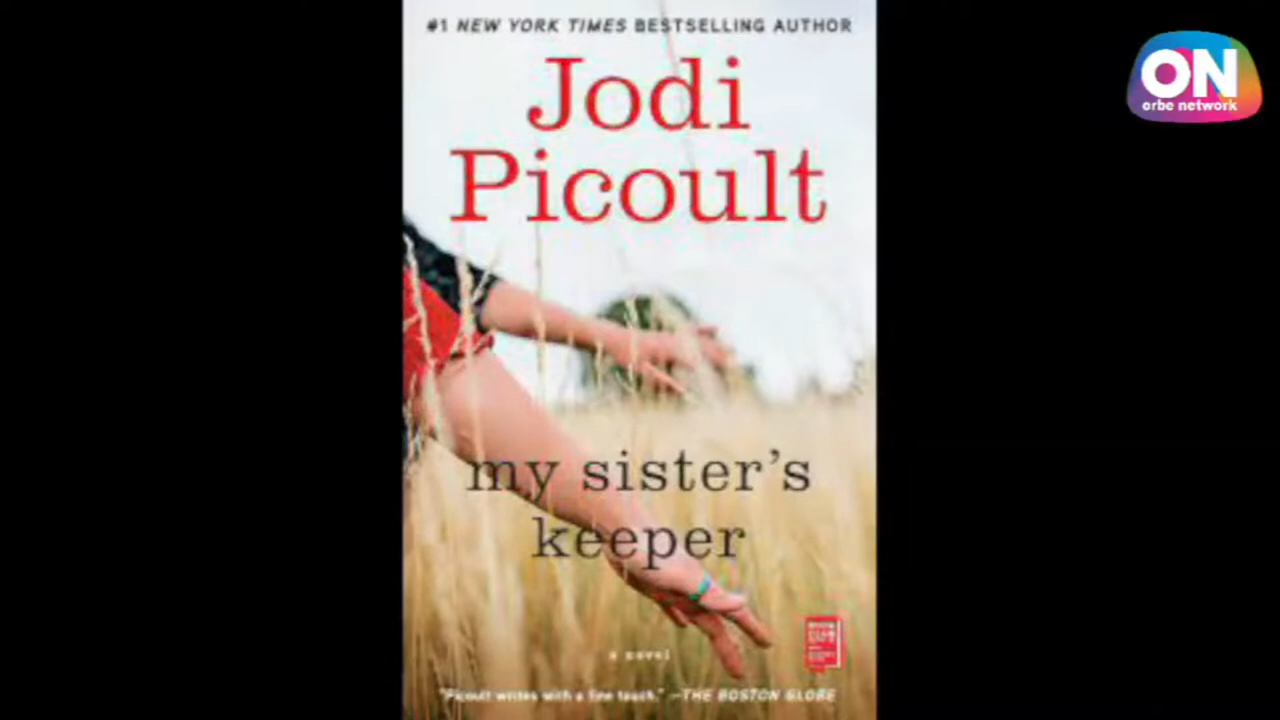 #1 NEW YORK TIMES BESTSELLING AUTHOR
Jodi
Picoult
ON
orbe network
my sister's
keeper
a novel
"Picoult writes with a fine touch." —THE BOSTON GLOBE